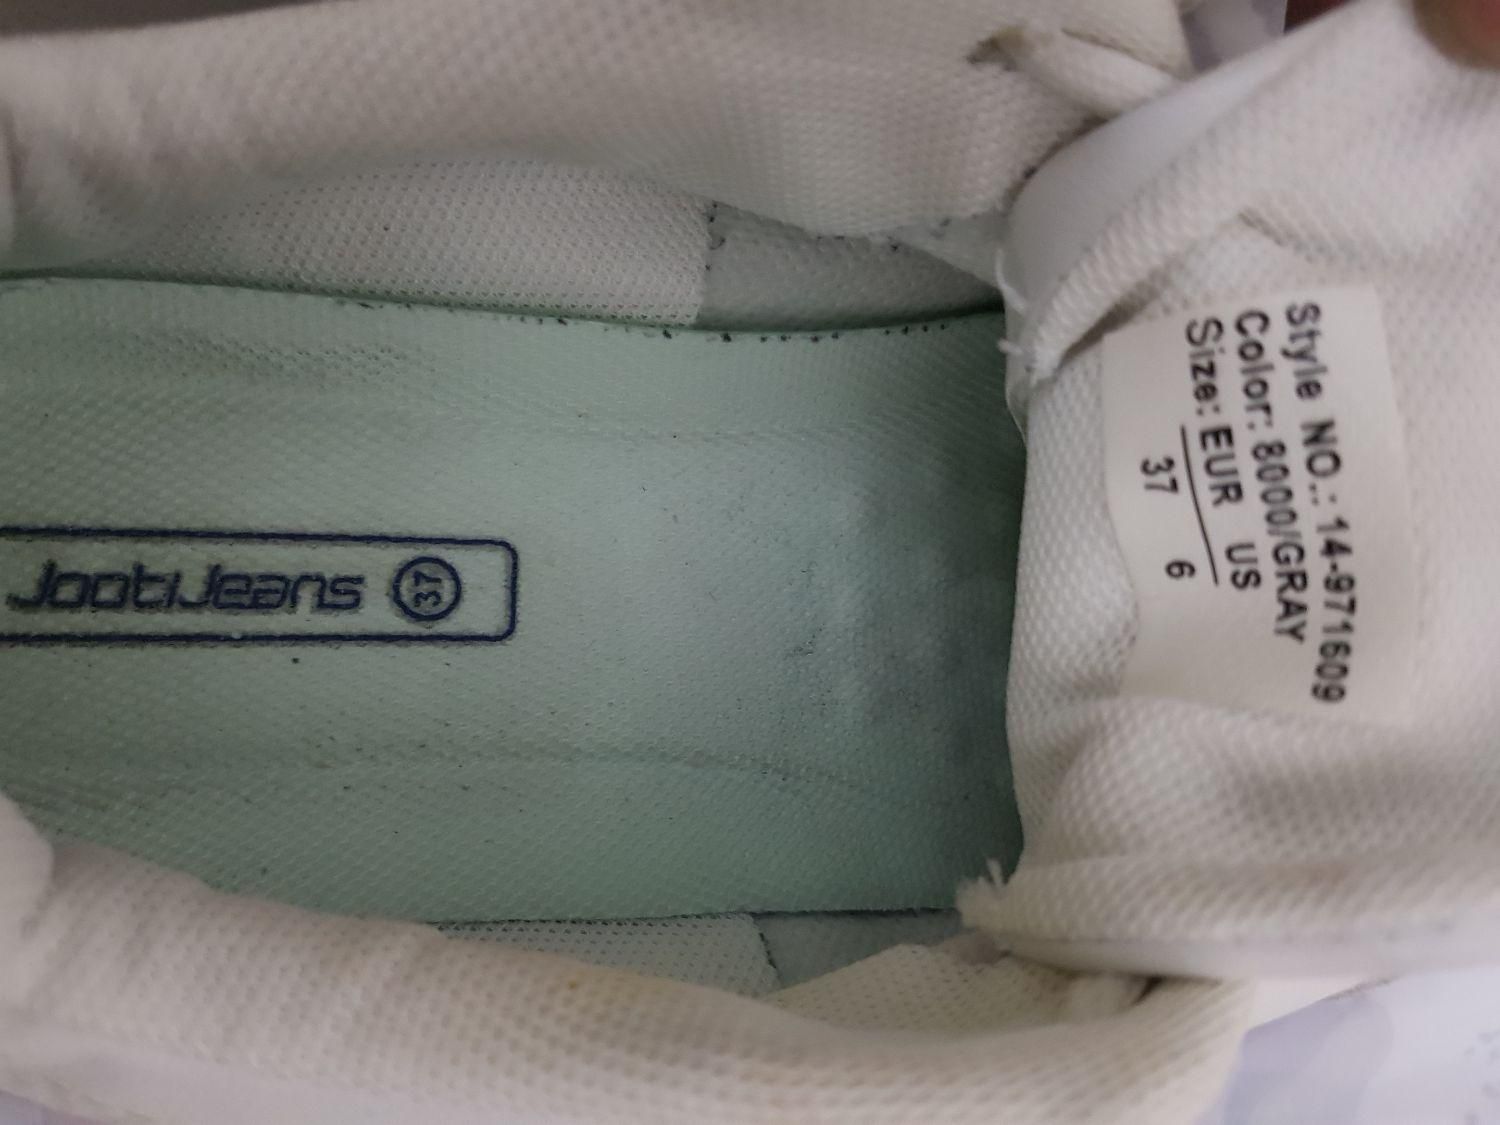 Style NO.: 14-971609
Color: 8000/GRAY
Size: EUR US
37 6
JootiJeans 37